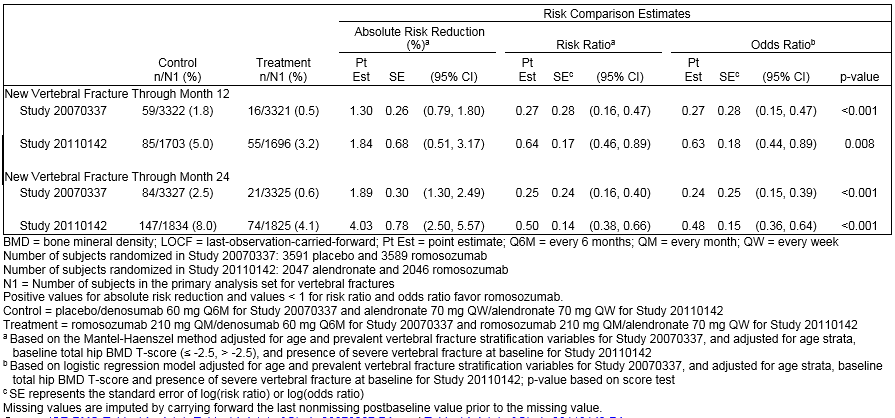 Risk Comparison Estimates
Absolute Risk Reduction
(%)a Risk Ratioa Odds Ratiob
Control Treatment Pt Pt Pt
n/N1 (%) n/N1 (%) Est SE (95% CI) Est SEc (95% CI) Est SEc (95% CI) p-value
New Vertebral Fracture Through Month 12
Study 20070337 59/3322 (1.8) 16/3321 (0.5) 1.30 0.26 (0.79, 1.80) 0.27 0.28 (0.16, 0.47) 0.27 0.28 (0.15, 0.47) <0.001
Study 20110142 85/1703 (5.0) 55/1696 (3.2) 1.84 0.68 (0.51, 3.17) 0.64 0.17 (0.46, 0.89) 0.63 0.18 (0.44, 0.89) 0.008
New Vertebral Fracture Through Month 24
Study 20070337 84/3327 (2.5) 21/3325 (0.6) 1.89 0.30 (1.30, 2.49) 0.25 0.24 (0.16, 0.40) 0.24 0.25 (0.15, 0.39) <0.001
Study 20110142 147/1834 (8.0) 74/1825 (4.1) 4.03 0.78 (2.50, 5.57) 0.50 0.14 (0.38, 0.66) 0.48 0.15 (0.36, 0.64) <0.001
BMD = bone mineral density; LOCF = last-observation-carried-forward; Pt Est = point estimate; Q6M = every 6 months; QM = every month; QW = every week
Number of subjects randomized in Study 20070337: 3591 placebo and 3589 romosozumab
Number of subjects randomized in Study 20110142: 2047 alendronate and 2046 romosozumab
N1 = Number of subjects in the primary analysis set for vertebral fractures
Positive values for absolute risk reduction and values < 1 for risk ratio and odds ratio favor romosozumab.
Control = placebo/denosumab 60 mg Q6M for Study 20070337 and alendronate 70 mg QW/alendronate 70 mg QW for Study 20110142
Treatment = romosozumab 210 mg QM/denosumab 60 mg Q6M for Study 20070337 and romosozumab 210 mg QM/alendronate 70 mg QW for Study 20110142
a Based on the Mantel-Haenszel method adjusted for age and prevalent vertebral fracture stratification variables for Study 20070337, and adjusted for age strata,
baseline total hip BMD T-score (≤ -2.5, > -2.5), and presence of severe vertebral fracture at baseline for Study 20110142
b Based on logistic regression model adjusted for age and prevalent vertebral fracture stratification variables for Study 20070337, and adjusted for age strata, baseline
total hip BMD T-score and presence of severe vertebral fracture at baseline for Study 20110142; p-value based on score test
c SE represents the standard error of log(risk ratio) or log(odds ratio)
Missing values are imputed by carrying forward the last nonmissing postbaseline value prior to the missing value.